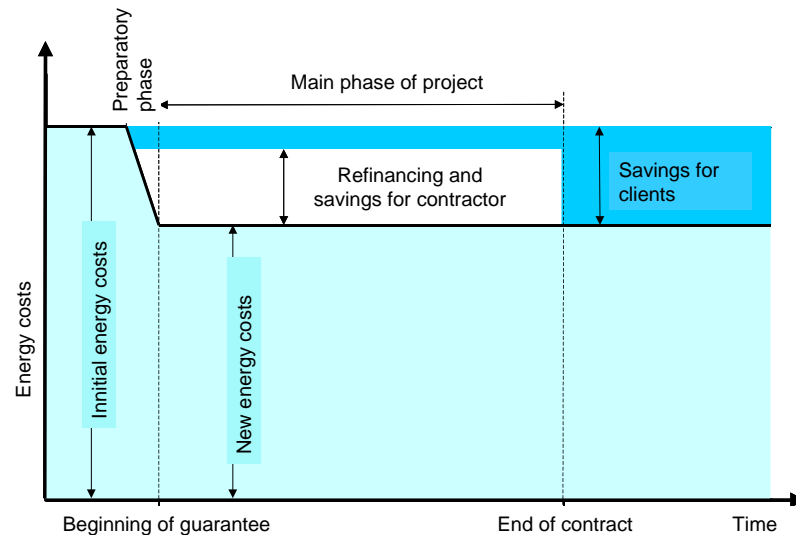 Preparatory
phase
Main phase of project
Refinancing and
savings for contractor
Savings for
clients
Energy costs
Innitial energy costs
New energy costs
Beginning of guarantee
End of contract
Time